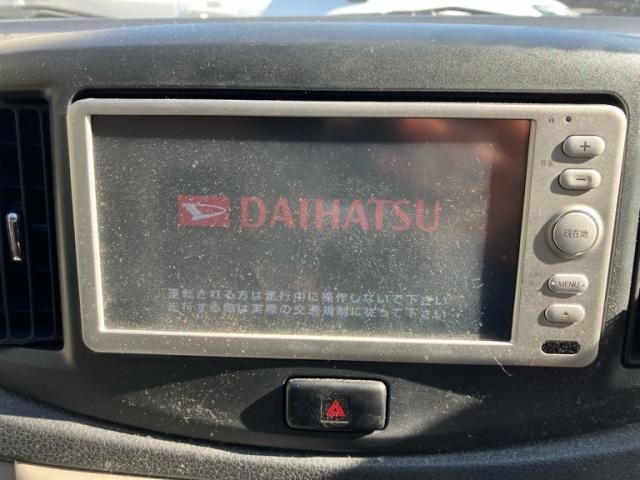 DAIHATSU
運転される方は走行中に操作しないで下さい
走行する際は実際の交通規制に従って下さい
+
−
現在地
MENU